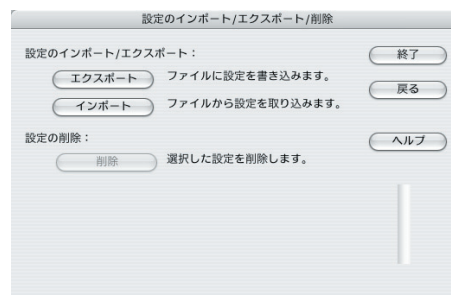 設定のインポート/エクスポート/削除
設定のインポート/エクスポート：
終了
エクスポート ファイルに設定を書き込みます。
戻る
インポート ファイルから設定を取り込みます。
設定の削除：
ヘルプ
削除 選択した設定を削除します。